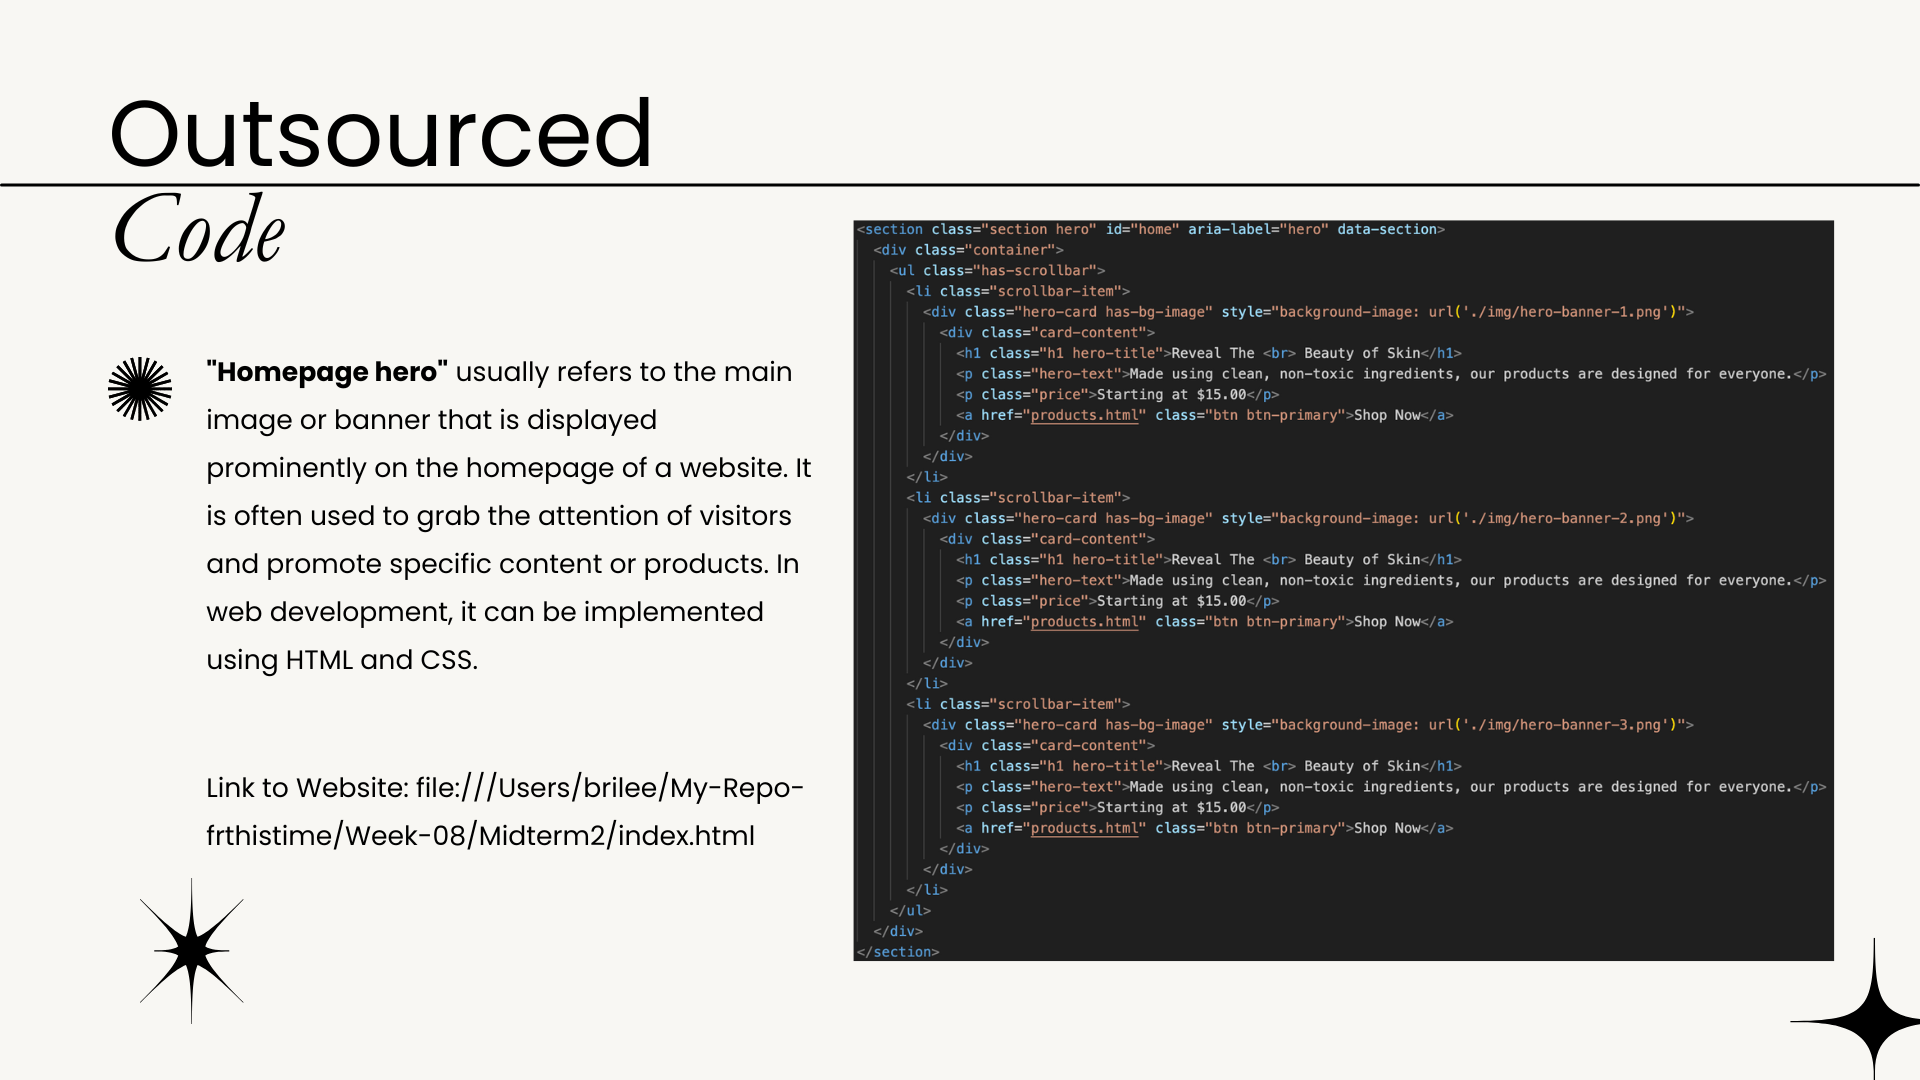 Outsourced
Code
"Homepage hero" usually refers to the main
image or banner that is displayed
prominently on the homepage of a website. It
is often used to grab the attention of visitors
and promote specific content or products. In
web development, it can be implemented
using HTML and CSS.
Link to Website: file:///Users/brilee/My-Repo-
frthistime/Week-08/Midterm2/index.html
<section class="section hero" id="home" aria-label="hero" data-section>
<div class="container">
<ul class="has-scrollbar">
<li class="scrollbar-item">
<div class="hero-card has-bg-image" style="background-image: url('./img/hero-banner-1.png')">
<div class="card-content">
<h1 class="h1 hero-title">Reveal The <br> Beauty of Skin</h1>
<p class="hero-text">Made using clean, non-toxic ingredients, our products are designed for everyone.</p>
<p class="price">Starting at $15.00</p>
<a href="products.html" class="btn btn-primary">Shop Now</a>
</div>
</div>
</li>
<li class="scrollbar-item">
<div class="hero-card has-bg-image" style="background-image: url('./img/hero-banner-2.png')">
<div class="card-content">
<h1 class="h1 hero-title">Reveal The <br> Beauty of Skin</h1>
<p class="hero-text">Made using clean, non-toxic ingredients, our products are designed for everyone.</p>
<p class="price">Starting at $15.00</p>
<a href="products.html" class="btn btn-primary">Shop Now</a>
</div>
</div>
</li>
<li class="scrollbar-item">
<div class="hero-card has-bg-image" style="background-image: url('./img/hero-banner-3.png')">
<div class="card-content">
<h1 class="h1 hero-title">Reveal The <br> Beauty of Skin</h1>
<p class="hero-text">Made using clean, non-toxic ingredients, our products are designed for everyone.</p>
<p class="price">Starting at $15.00</p>
<a href="products.html" class="btn btn-primary">Shop Now</a>
</div>
</div>
</li>
</ul>
</div>
</section>